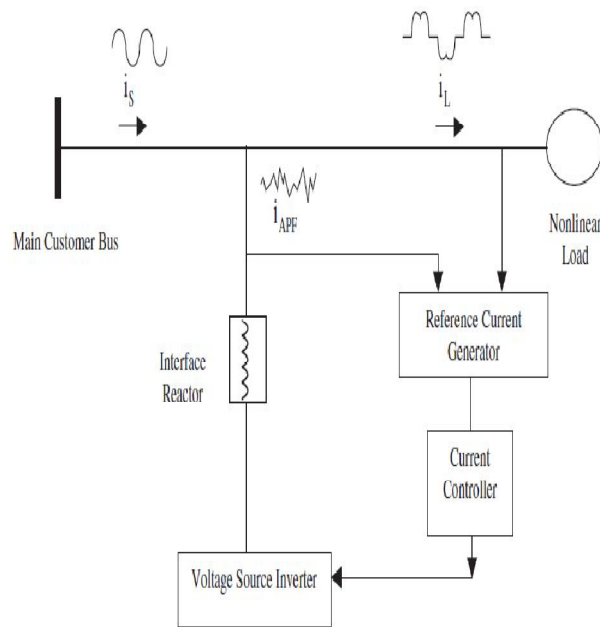 i_S
i_L
i_APF
Main Customer Bus
Nonlinear
Load
Reference Current
Generator
Interface
Reactor
Current
Controller
Voltage Source Inverter